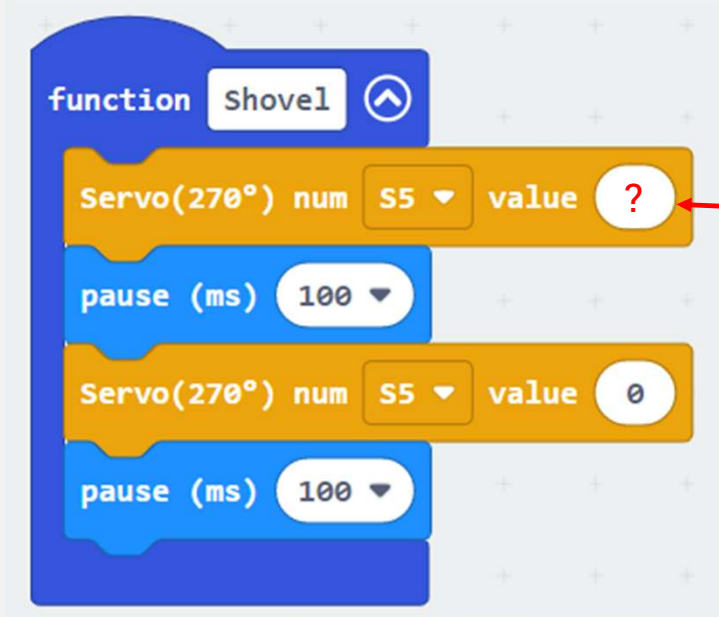 function Shovel
Servo(270°) num S5 value ?
pause (ms) 100
Servo(270°) num S5 value 0
pause (ms) 100